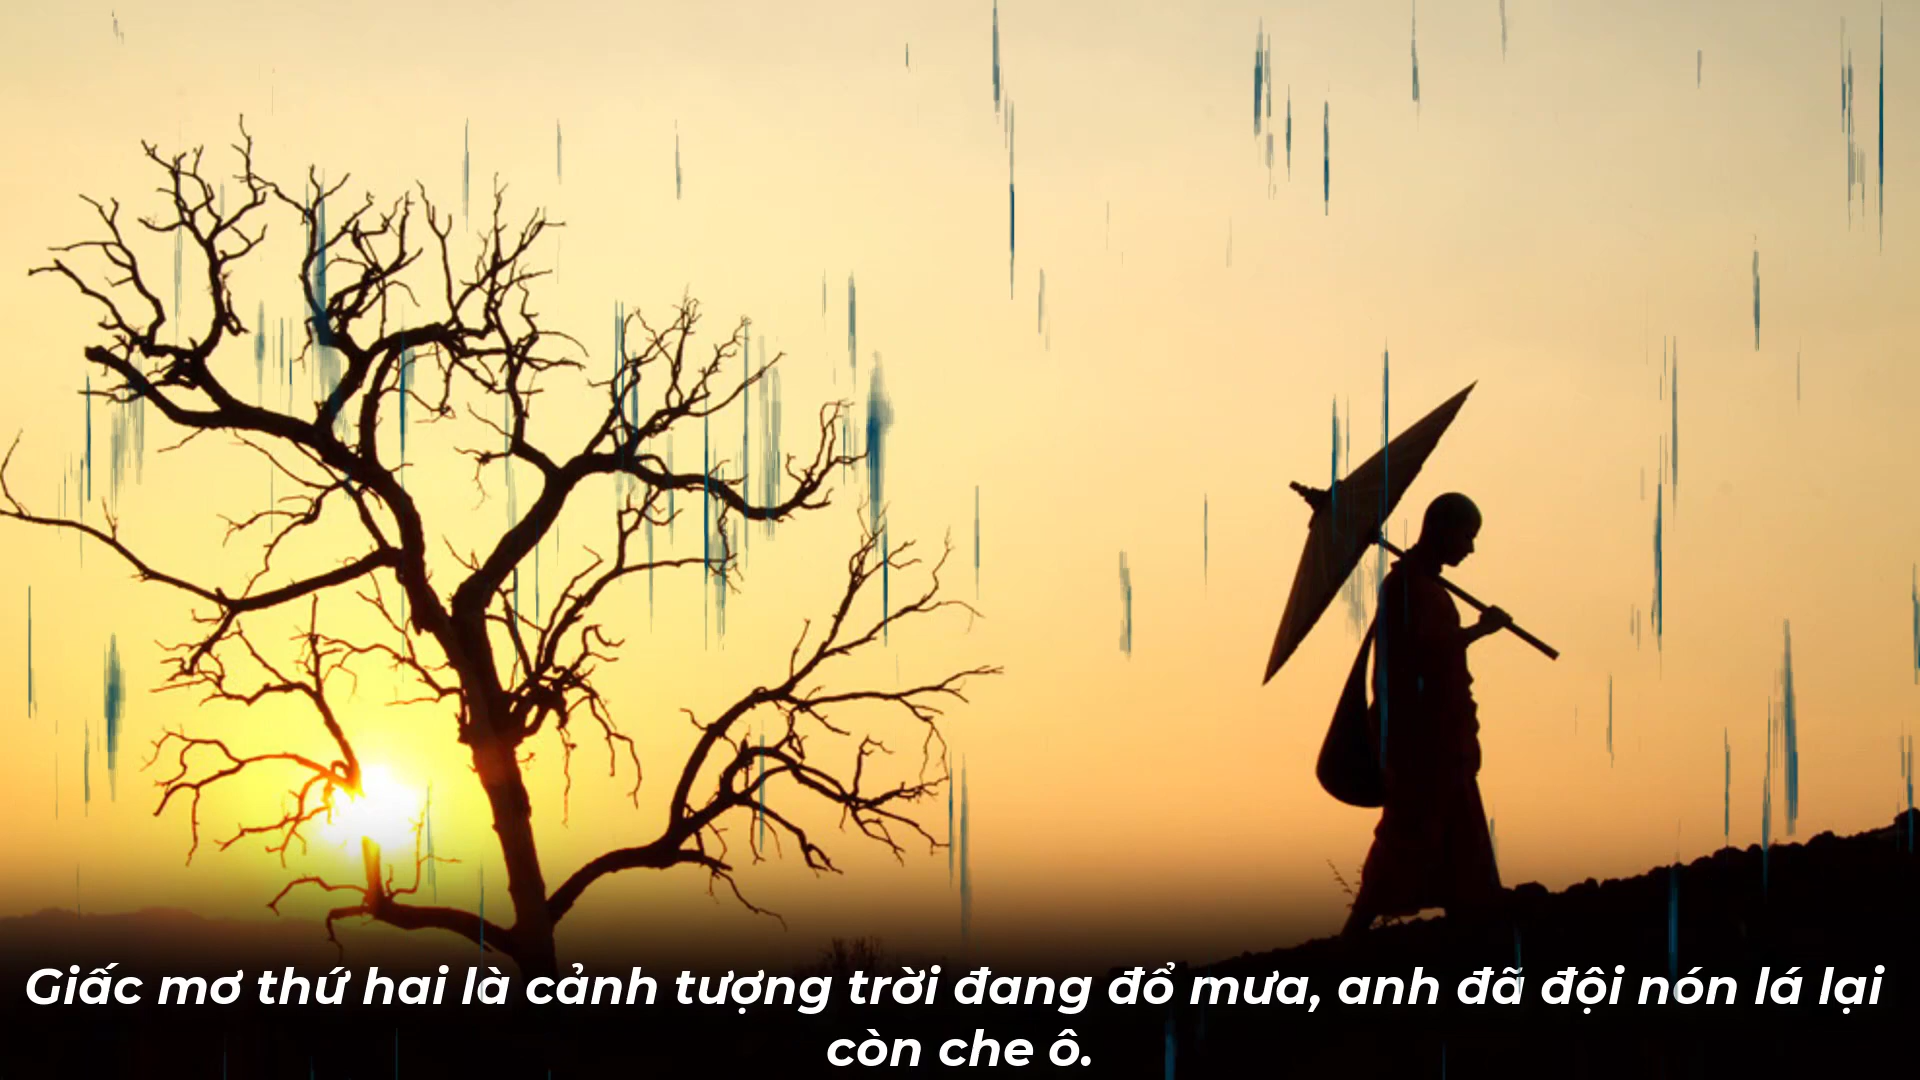 Giấc mơ thứ hai là cảnh tượng trời đang đổ mưa, anh đã đội nón lá lại
còn che ô.